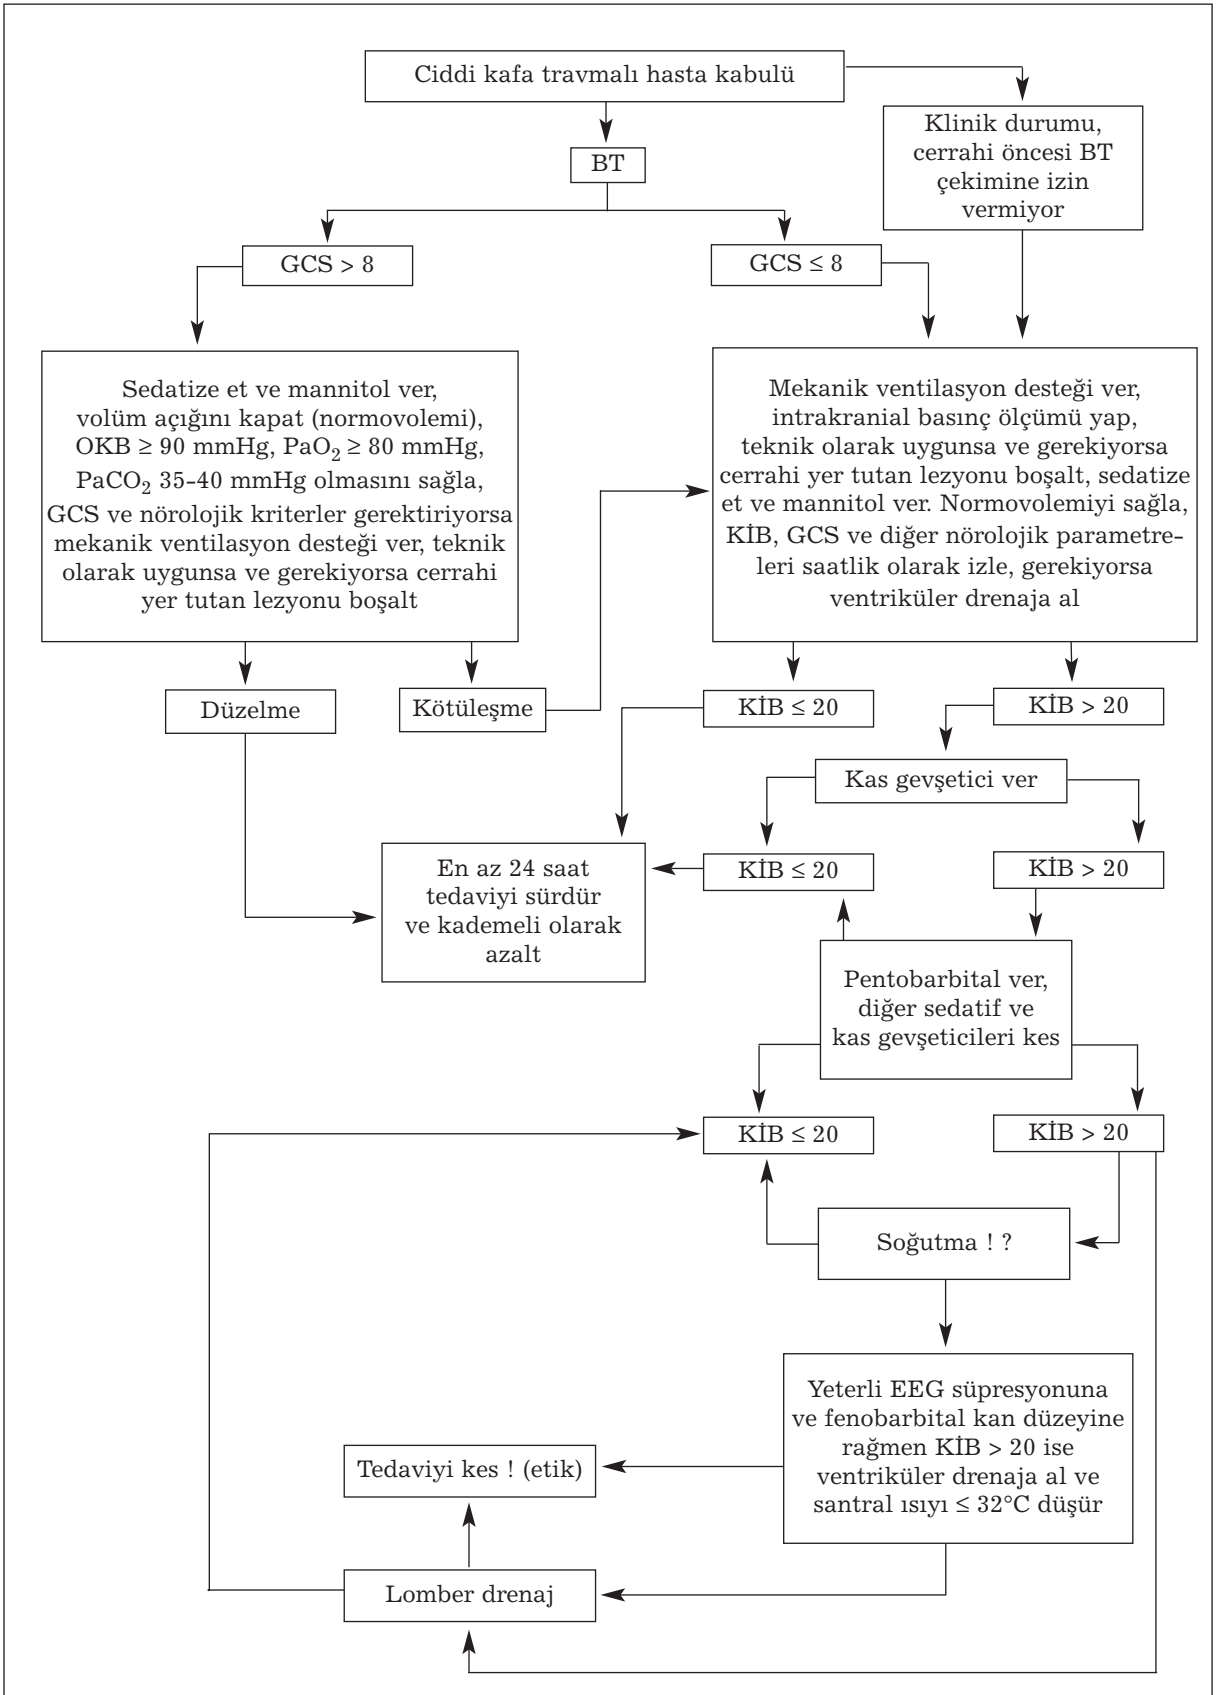 Ciddi kafa travmalı hasta kabulü
Klinik durumu,
cerrahi öncesi BT
çekimine izin
vermiyor
BT
GCS > 8
GCS ≤ 8
Sedatize et ve mannitol ver,
volüm açığını kapat (normovolemi),
OKB ≥ 90 mmHg, PaO₂ ≥ 80 mmHg,
PaCO₂ 35-40 mmHg olmasını sağla,
GCS ve nörolojik kriterler gerektiriyorsa
mekanik ventilasyon desteği ver, teknik
olarak uygunsa ve gerekiyorsa cerrahi
yer tutan lezyonu boşalt
Mekanik ventilasyon desteği ver,
intrakranial basınç ölçümü yap,
teknik olarak uygunsa ve gerekiyorsa
cerrahi yer tutan lezyonu boşalt, sedatize
et ve mannitol ver. Normovolemiyi sağla,
KİB, GCS ve diğer nörolojik parametre-
leri saatlik olarak izle, gerekiyorsa
ventriküler drenaja al
Düzelme
Kötüleşme
KİB ≤ 20
KİB > 20
Kas gevşetici ver
En az 24 saat
tedaviyi sürdür
ve kademeli olarak
azalt
KİB ≤ 20
KİB > 20
Pentobarbital ver,
diğer sedatif ve
kas gevşeticileri kes
KİB ≤ 20
KİB > 20
Soğutma ! ?
Yeterli EEG süpresyonuna
ve fenobarbital kan düzeyine
rağmen KİB > 20 ise
ventriküler drenaja al ve
santral ısıyı ≤ 32°C düşür
Tedaviyi kes ! (etik)
Lomber drenaj